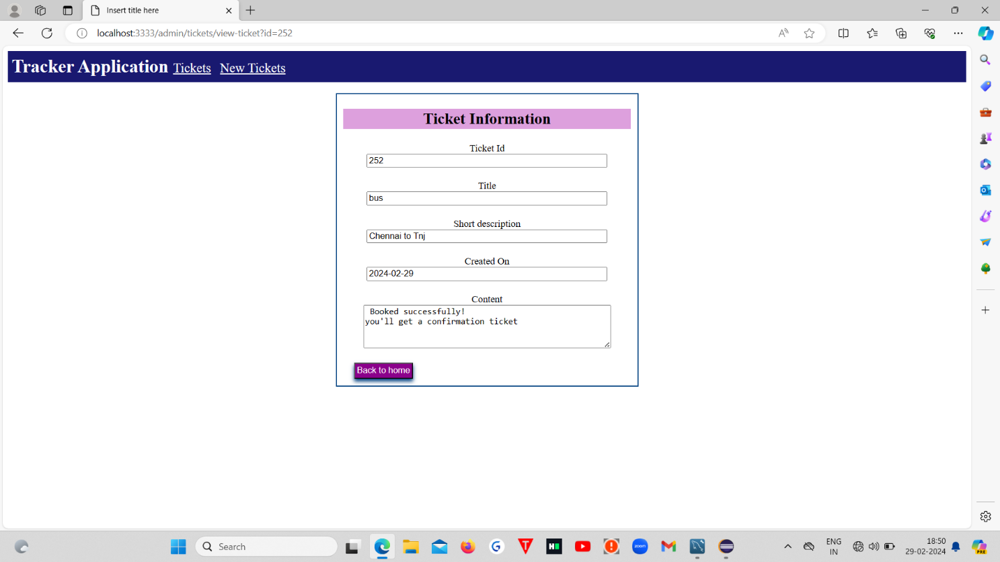 Insert title here
localhost:3333/admin/tickets/view-ticket?id=252
Tracker Application Tickets New Tickets
Ticket Information
Ticket Id
252
Title
bus
Short description
Chennai to Tnj
Created On
2024-02-29
Content
Booked successfully!
you'll get a confirmation ticket
Back to home
Search
zoom
ENG
IN
18:50
29-02-2024
PRE